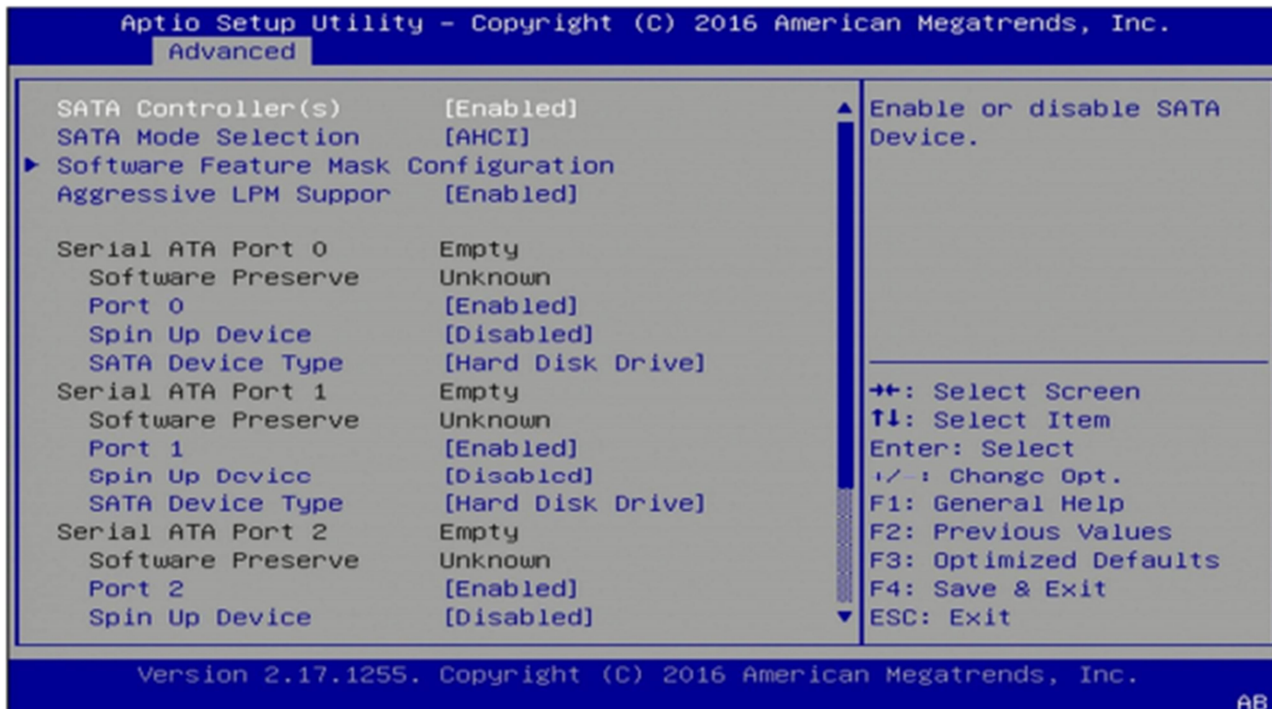 Aptio Setup Utility – Copyright (C) 2016 American Megatrends, Inc.
Advanced
SATA Controller(s) [Enabled]
SATA Mode Selection [AHCI]
▶ Software Feature Mask Configuration
Aggressive LPM Suppor [Enabled]
Serial ATA Port 0 Empty
Software Preserve Unknown
Port 0 [Enabled]
Spin Up Device [Disabled]
SATA Device Type [Hard Disk Drive]
Serial ATA Port 1 Empty
Software Preserve Unknown
Port 1 [Enabled]
Spin Up Device [Disabled]
SATA Device Type [Hard Disk Drive]
Serial ATA Port 2 Empty
Software Preserve Unknown
Port 2 [Enabled]
Spin Up Device [Disabled]
Enable or disable SATA
Device.
→←: Select Screen
↑↓: Select Item
Enter: Select
+/-: Change Opt.
F1: General Help
F2: Previous Values
F3: Optimized Defaults
F4: Save & Exit
ESC: Exit
Version 2.17.1255. Copyright (C) 2016 American Megatrends, Inc.
AB